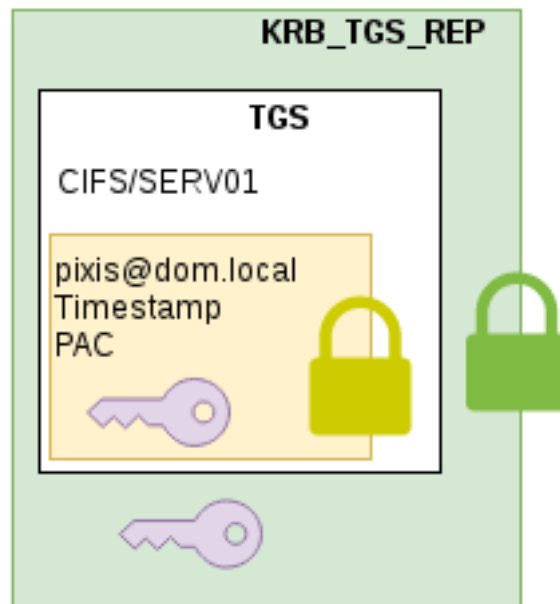 KRB_TGS_REP
TGS
CIFS/SERV01
pixis@dom.local
Timestamp
PAC